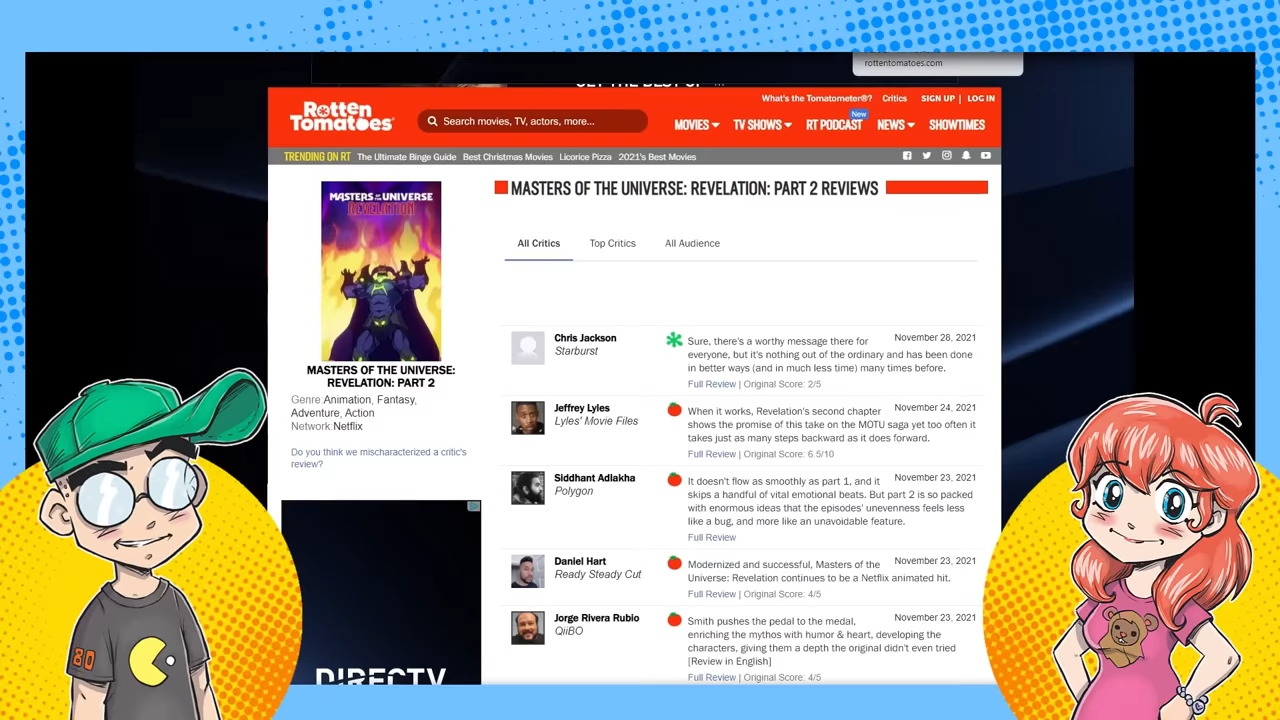 rottentomatoes.com
What's the Tomatometer®? Critics SIGN UP | LOG IN
Rotten
Tomatoes
Search movies, TV, actors, more...
New
MOVIES TV SHOWS RT PODCAST NEWS SHOWTIMES
TRENDING ON RT The Ultimate Binge Guide Best Christmas Movies Licorice Pizza 2021's Best Movies
MASTERS OF THE UNIVERSE
REVELATION
MASTERS OF THE UNIVERSE:
REVELATION: PART 2
Genre:Animation, Fantasy,
Adventure, Action
Network:Netflix
Do you think we mischaracterized a critic's
review?
DIRECTV
MASTERS OF THE UNIVERSE: REVELATION: PART 2 REVIEWS
All Critics Top Critics All Audience
Chris Jackson
Starburst
November 28, 2021
Sure, there's a worthy message there for
everyone, but it's nothing out of the ordinary and has been done
in better ways (and in much less time) many times before.
Full Review | Original Score: 2/5
Jeffrey Lyles
Lyles' Movie Files
November 24, 2021
When it works, Revelation's second chapter
shows the promise of this take on the MOTU saga yet too often it
takes just as many steps backward as it does forward.
Full Review | Original Score: 6.5/10
Siddhant Adlakha
Polygon
November 23, 2021
It doesn't flow as smoothly as part 1, and it
skips a handful of vital emotional beats. But part 2 is so packed
with enormous ideas that the episodes' unevenness feels less
like a bug, and more like an unavoidable feature.
Full Review
Daniel Hart
Ready Steady Cut
November 23, 2021
Modernized and successful, Masters of the
Universe: Revelation continues to be a Netflix animated hit.
Full Review | Original Score: 4/5
Jorge Rivera Rubio
QiiBO
November 23, 2021
Smith pushes the pedal to the medal,
enriching the mythos with humor & heart, developing the
characters, giving them a depth the original didn't even tried
[Review in English]
Full Review | Original Score: 4/5
80